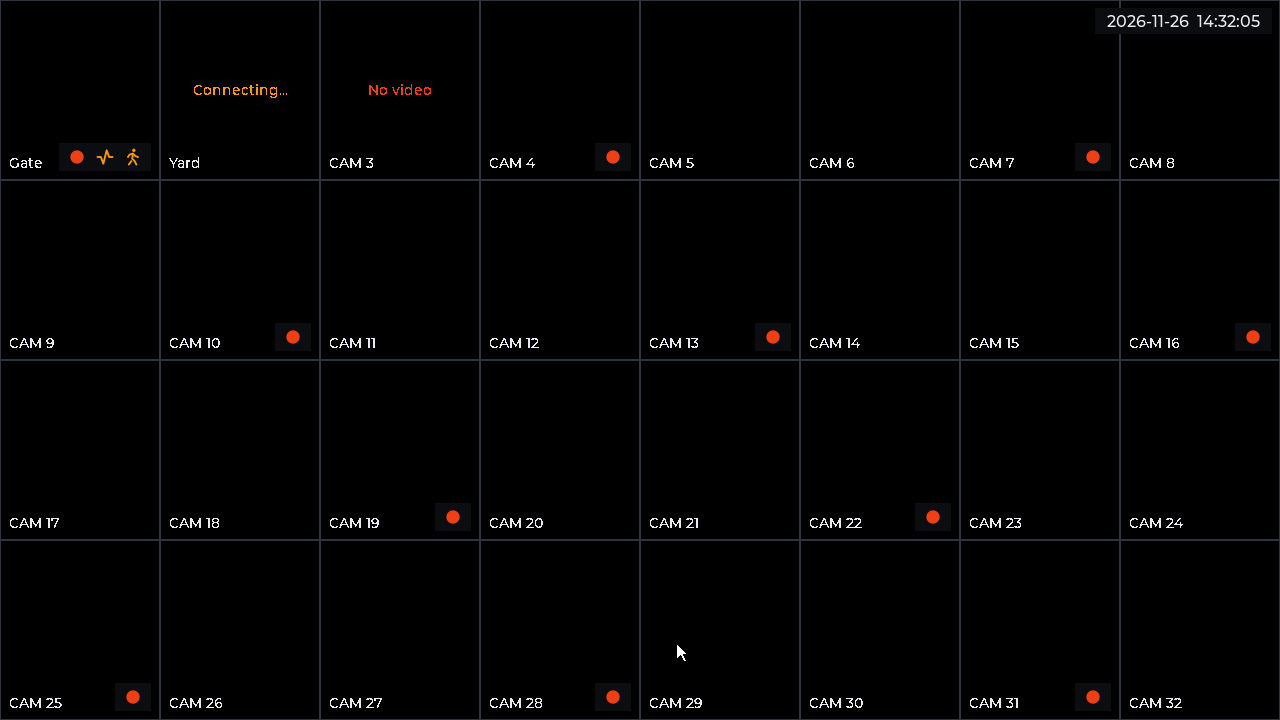 2026-11-26 14:32:05
Connecting...
No video
Gate
Yard
CAM 3
CAM 4
CAM 5
CAM 6
CAM 7
CAM 8
CAM 9
CAM 10
CAM 11
CAM 12
CAM 13
CAM 14
CAM 15
CAM 16
CAM 17
CAM 18
CAM 19
CAM 20
CAM 21
CAM 22
CAM 23
CAM 24
CAM 25
CAM 26
CAM 27
CAM 28
CAM 29
CAM 30
CAM 31
CAM 32